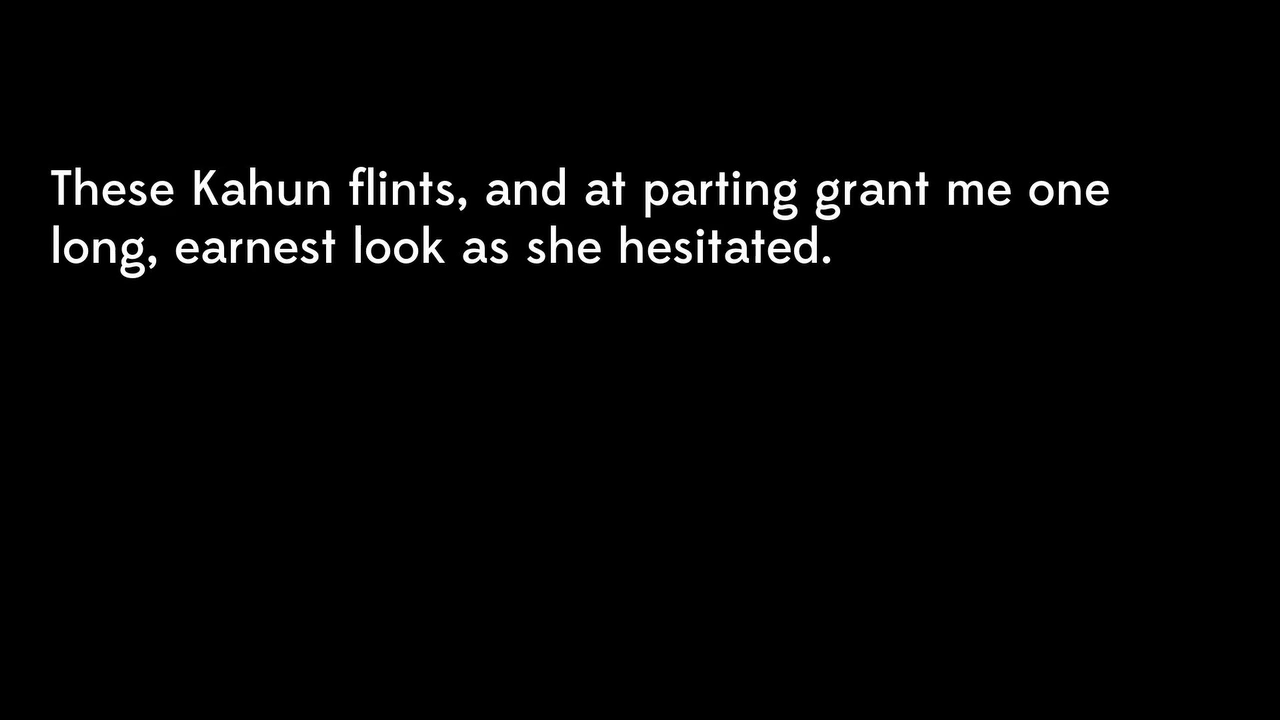 These Kahun flints, and at parting grant me one
long, earnest look as she hesitated.